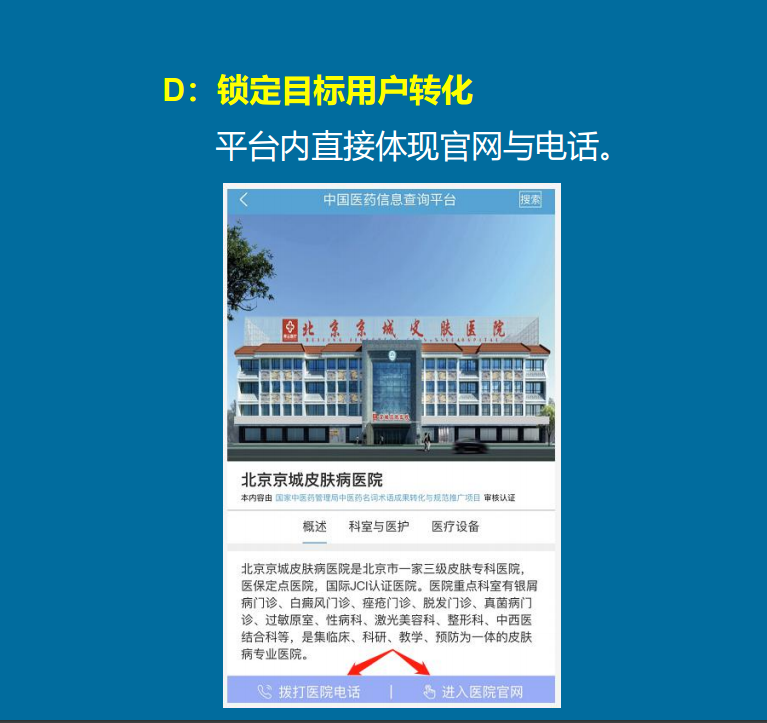 D：锁定目标用户转化
平台内直接体现官网与电话。
中国医药信息查询平台
搜索
北京京城皮肤医院
北京京城皮肤病医院
本内容由 国家中医药管理局中医药名词术语成果转化与规范推广项目 审核认证
概述 科室与医护 医疗设备
北京京城皮肤病医院是北京市一家三级皮肤专科医院，
医保定点医院，国际JCI认证医院。医院重点科室有银屑
病门诊、白癜风门诊、痤疮门诊、脱发门诊、真菌病门
诊、过敏原室、性病科、激光美容科、整形科、中西医
结合科等，是集临床、科研、教学、预防为一体的皮肤
病专业医院。
拨打医院电话 | 进入医院官网